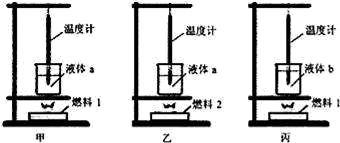 温度计
液体 a
燃料 1
甲
温度计
液体 a
燃料 2
乙
温度计
液体 b
燃料 1
丙